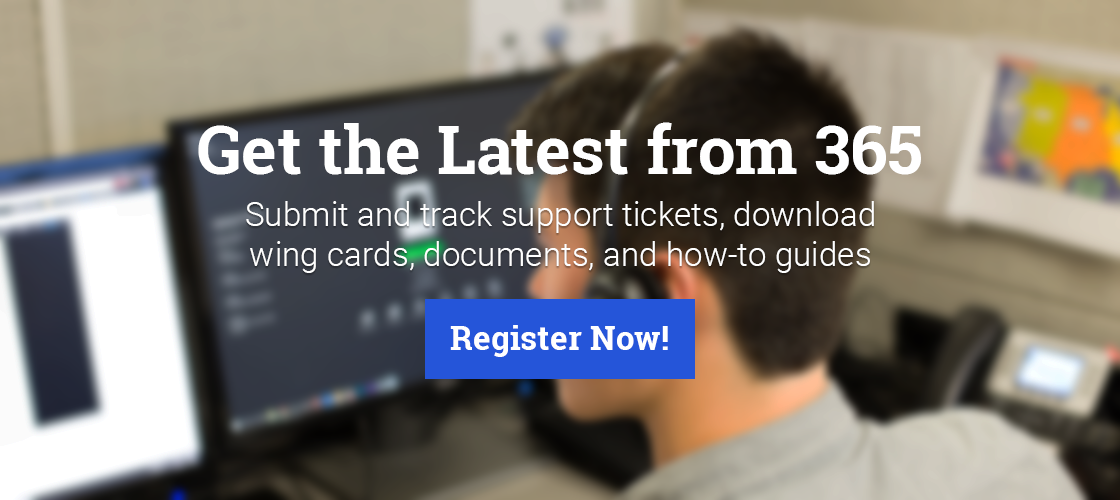 Get the Latest from 365
Submit and track support tickets, download
wing cards, documents, and how-to guides
Register Now!